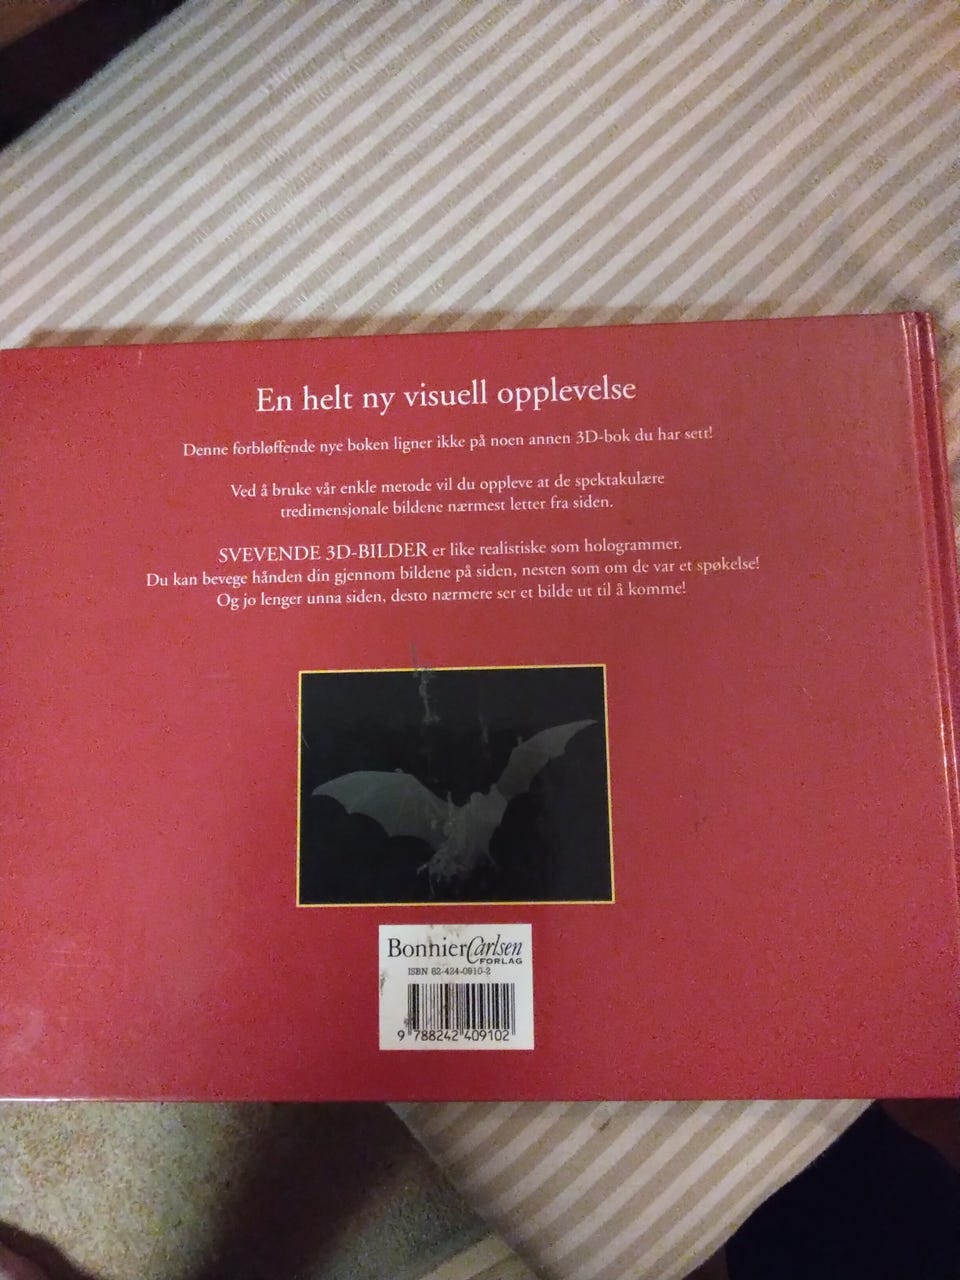 En helt ny visuell opplevelse
Denne forbløffende nye boken ligner ikke på noen annen 3D-bok du har sett!
Ved å bruke vår enkle metode vil du oppleve at de spektakulære
tredimensjonale bildene nærmest letter fra siden.
SVEVENDE 3D-BILDER er like realistiske som hologrammer.
Du kan bevege hånden din gjennom bildene på siden, nesten som om de var et spøkelse!
Og jo lenger unna siden, desto nærmere ser et bilde ut til å komme!
BonnierCarlsen
FORLAG
ISBN 82-424-0910-2
9 788242 409102